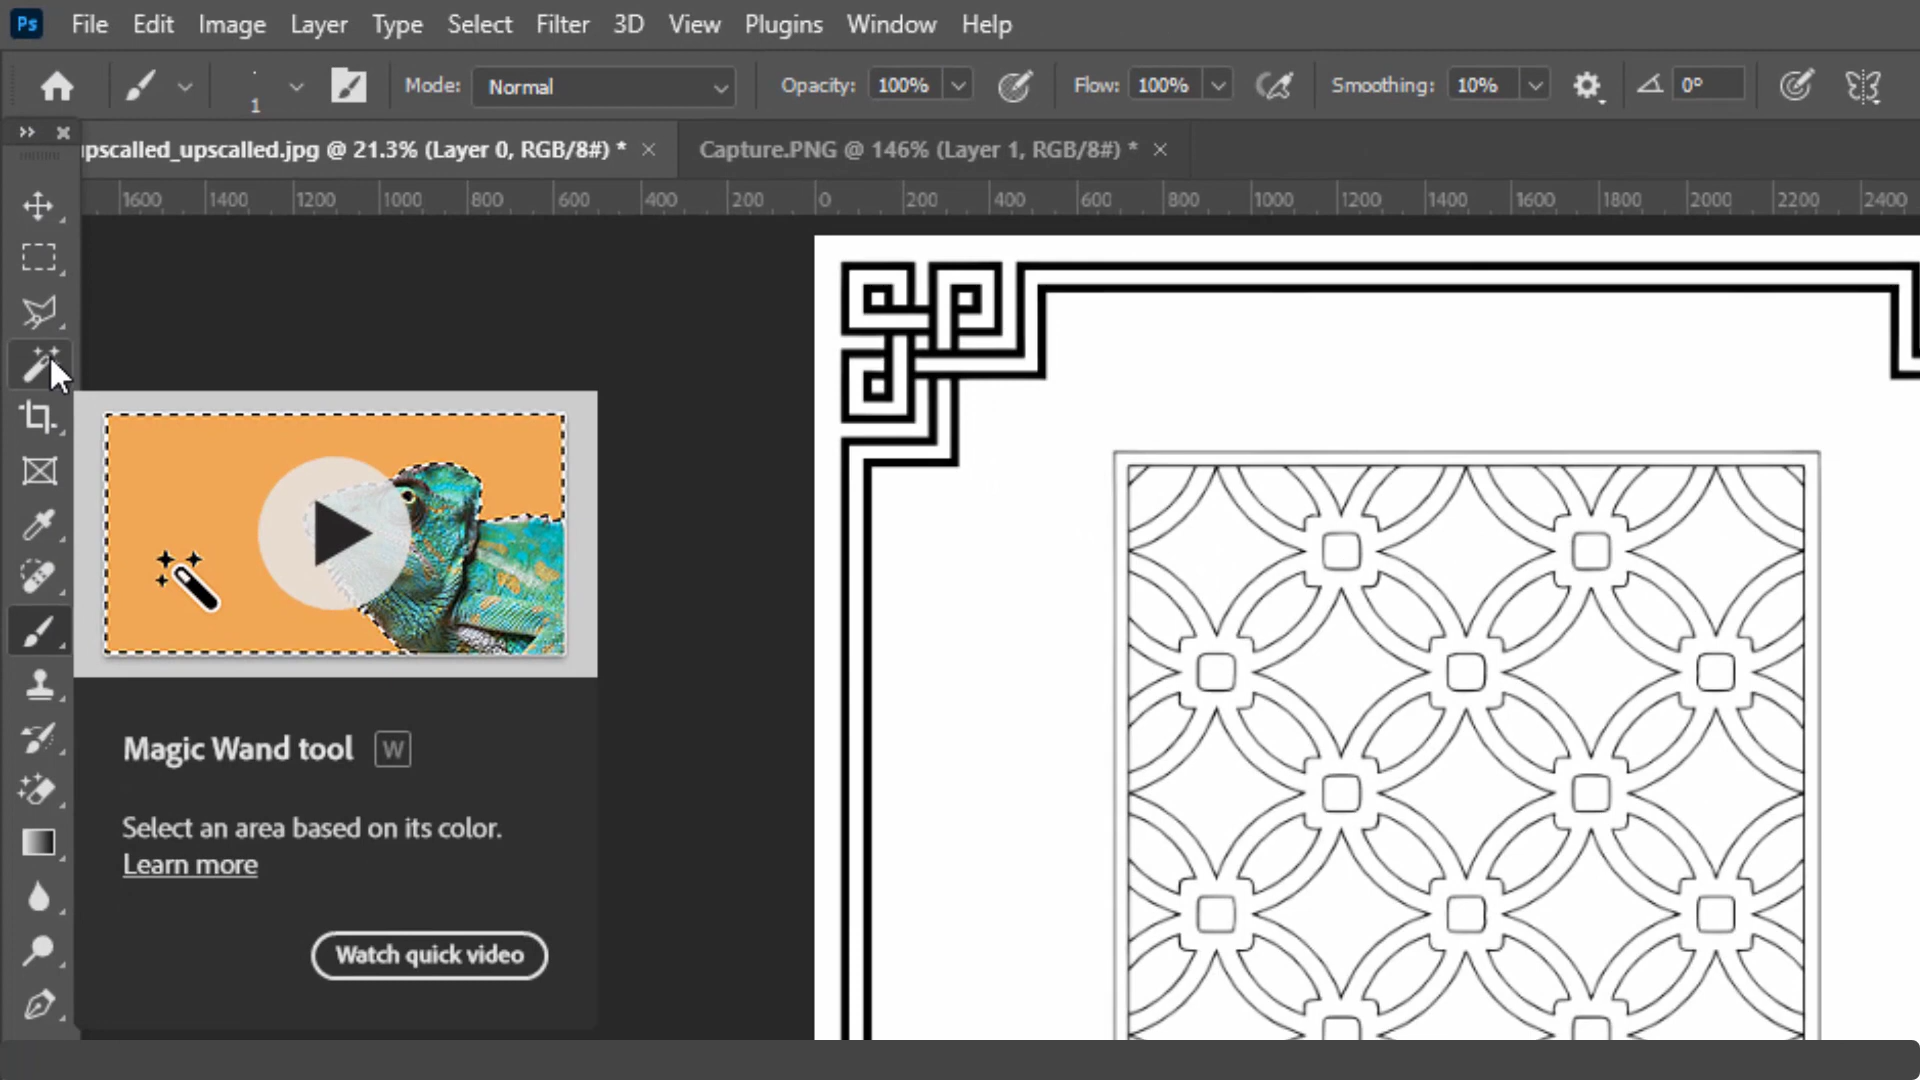 Ps File Edit Image Layer Type Select Filter 3D View Plugins Window Help
1 Mode: Normal Opacity: 100% Flow: 100% Smoothing: 10% 0°
upscalled_upscalled.jpg @ 21.3% (Layer 0, RGB/8#) * Capture.PNG @ 146% (Layer 1, RGB/8#) *
1600 1400 1200 1000 800 600 400 200 0 200 400 600 800 1000 1200 1400 1600 1800 2000 2200 2400
Magic Wand tool W
Select an area based on its color.
Learn more
Watch quick video